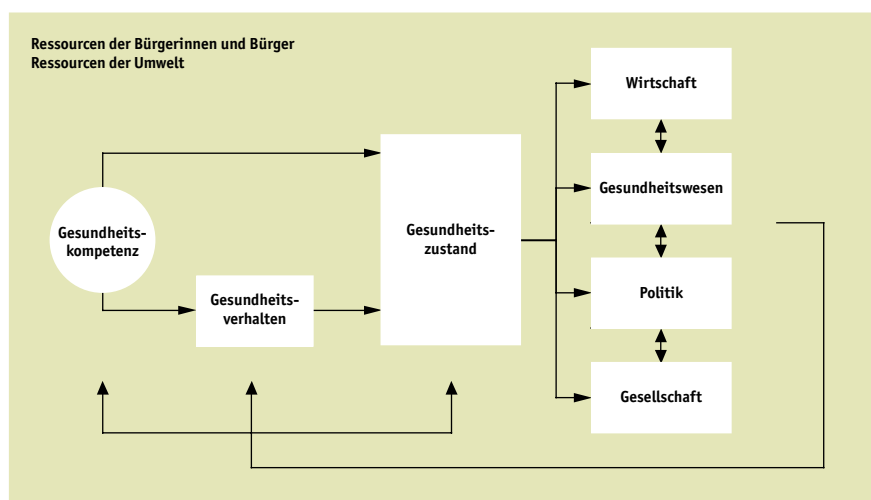 Ressourcen der Bürgerinnen und Bürger
Ressourcen der Umwelt
Wirtschaft
Gesundheitswesen
Gesundheits-
kompetenz
Gesundheits-
zustand
Gesundheits-
verhalten
Politik
Gesellschaft